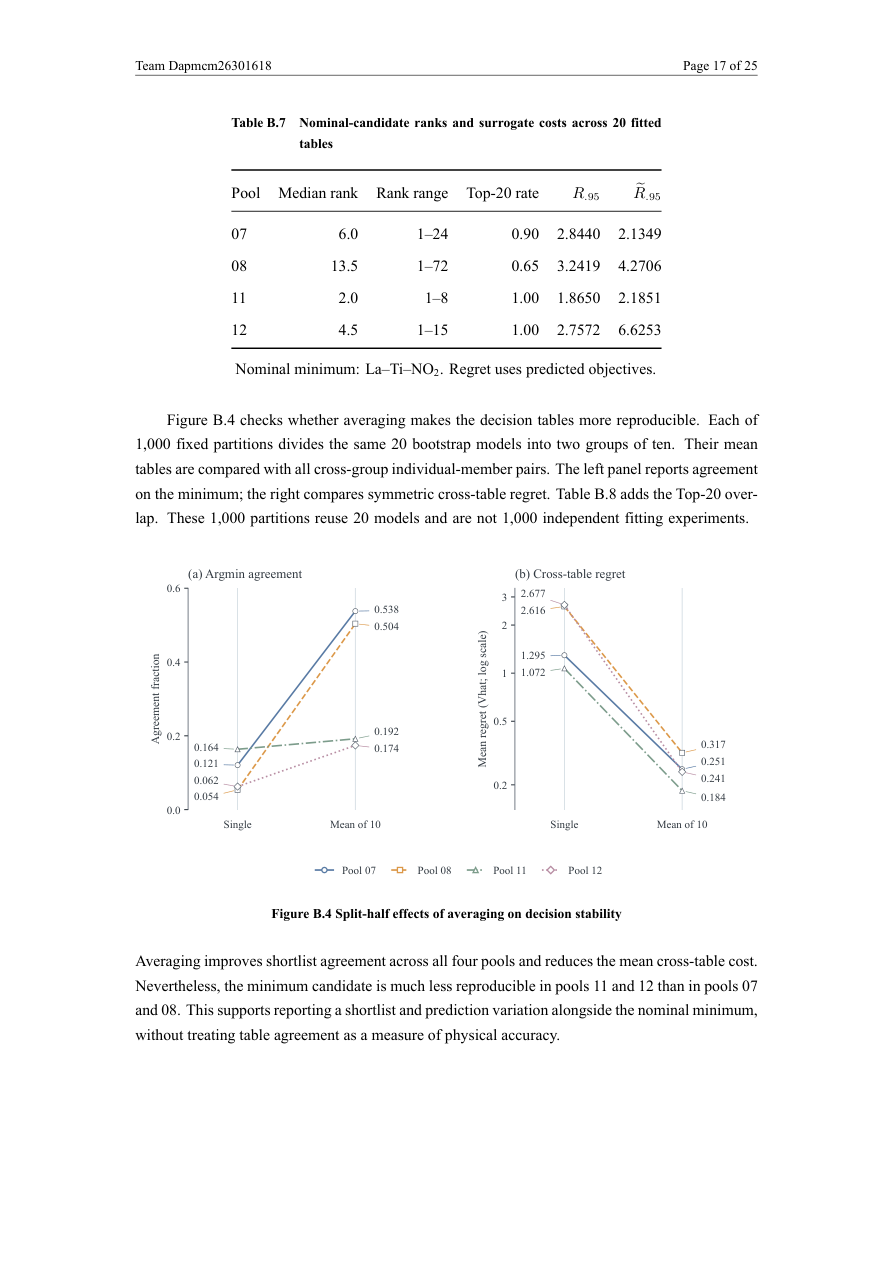 Team Dapmcm26301618 Page 17 of 25
Table B.7 Nominal-candidate ranks and surrogate costs across 20 fitted
tables
Pool Median rank Rank range Top-20 rate R.95 R̃.95
07 6.0 1–24 0.90 2.8440 2.1349
08 13.5 1–72 0.65 3.2419 4.2706
11 2.0 1–8 1.00 1.8650 2.1851
12 4.5 1–15 1.00 2.7572 6.6253
Nominal minimum: La–Ti–NO₂. Regret uses predicted objectives.
Figure B.4 checks whether averaging makes the decision tables more reproducible. Each of
1,000 fixed partitions divides the same 20 bootstrap models into two groups of ten. Their mean
tables are compared with all cross-group individual-member pairs. The left panel reports agreement
on the minimum; the right compares symmetric cross-table regret. Table B.8 adds the Top-20 over-
lap. These 1,000 partitions reuse 20 models and are not 1,000 independent fitting experiments.
(a) Argmin agreement
Agreement fraction
0.6
0.4
0.2
0.0
0.164
0.121
0.062
0.054
0.538
0.504
0.192
0.174
Single Mean of 10
(b) Cross-table regret
Mean regret (Vhat; log scale)
3
2
1
0.5
0.2
2.677
2.616
1.295
1.072
0.317
0.251
0.241
0.184
Single Mean of 10
Pool 07 Pool 08 Pool 11 Pool 12
Figure B.4 Split-half effects of averaging on decision stability
Averaging improves shortlist agreement across all four pools and reduces the mean cross-table cost.
Nevertheless, the minimum candidate is much less reproducible in pools 11 and 12 than in pools 07
and 08. This supports reporting a shortlist and prediction variation alongside the nominal minimum,
without treating table agreement as a measure of physical accuracy.